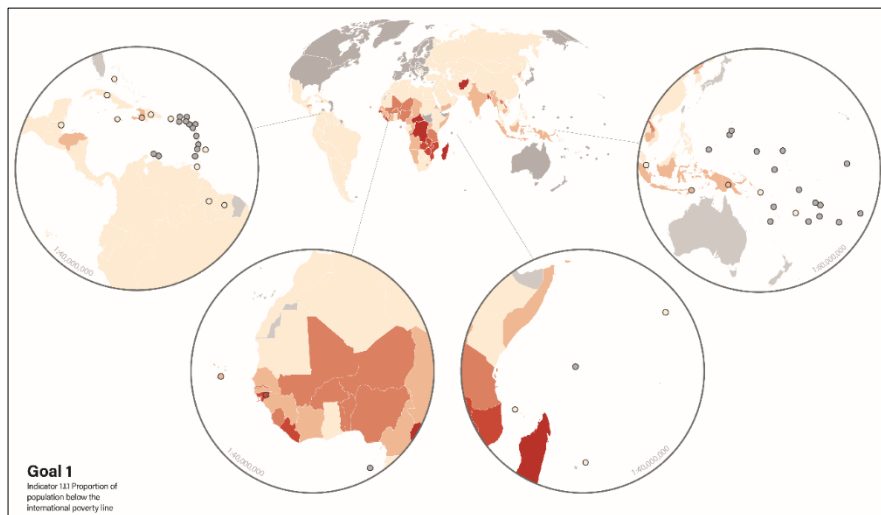 1:40,000,000
1:60,000,000
1:40,000,000
1:40,000,000
Goal 1
Indicator 1.1.1 Proportion of
population below the
international poverty line